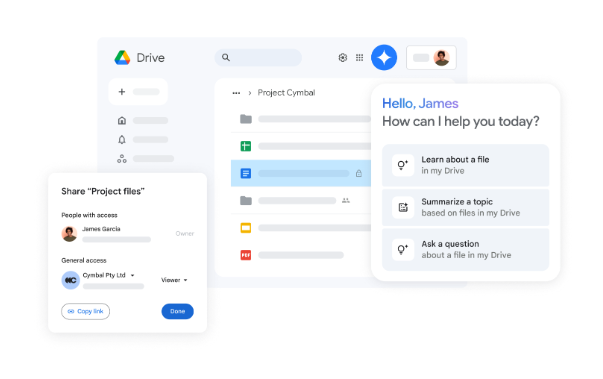 Drive
••• › Project Cymbal
Hello, James
How can I help you today?
Learn about a file
in my Drive
Summarize a topic
based on files in my Drive
Ask a question
about a file in my Drive
PDF
Share “Project files”
People with access
James Garcia
Owner
General access
Cymbal Pty Ltd
Viewer
Copy link
Done